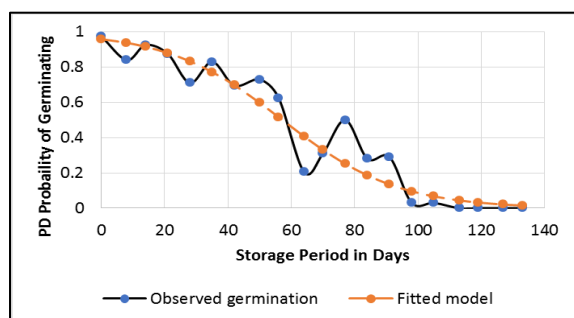 1
0.8
0.6
0.4
0.2
0
0 20 40 60 80 100 120 140
PD Probaility of Germinating
Storage Period in Days
Observed germination Fitted model